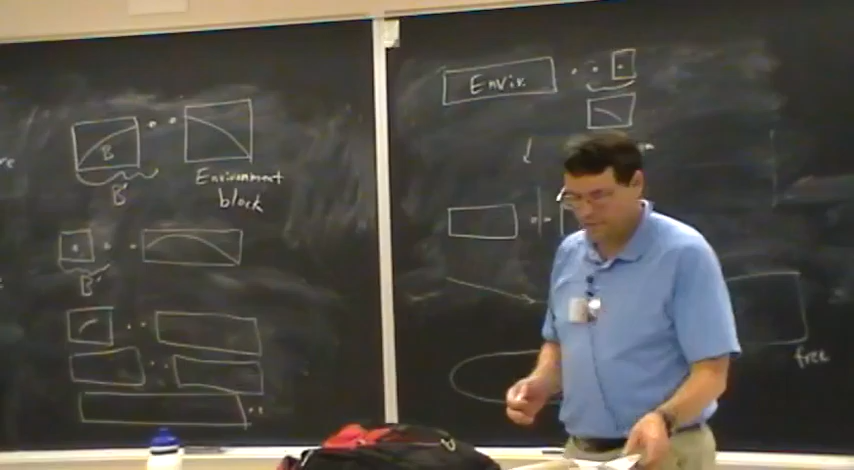 B
B'
Environment
block
B'
Envir.
l
free